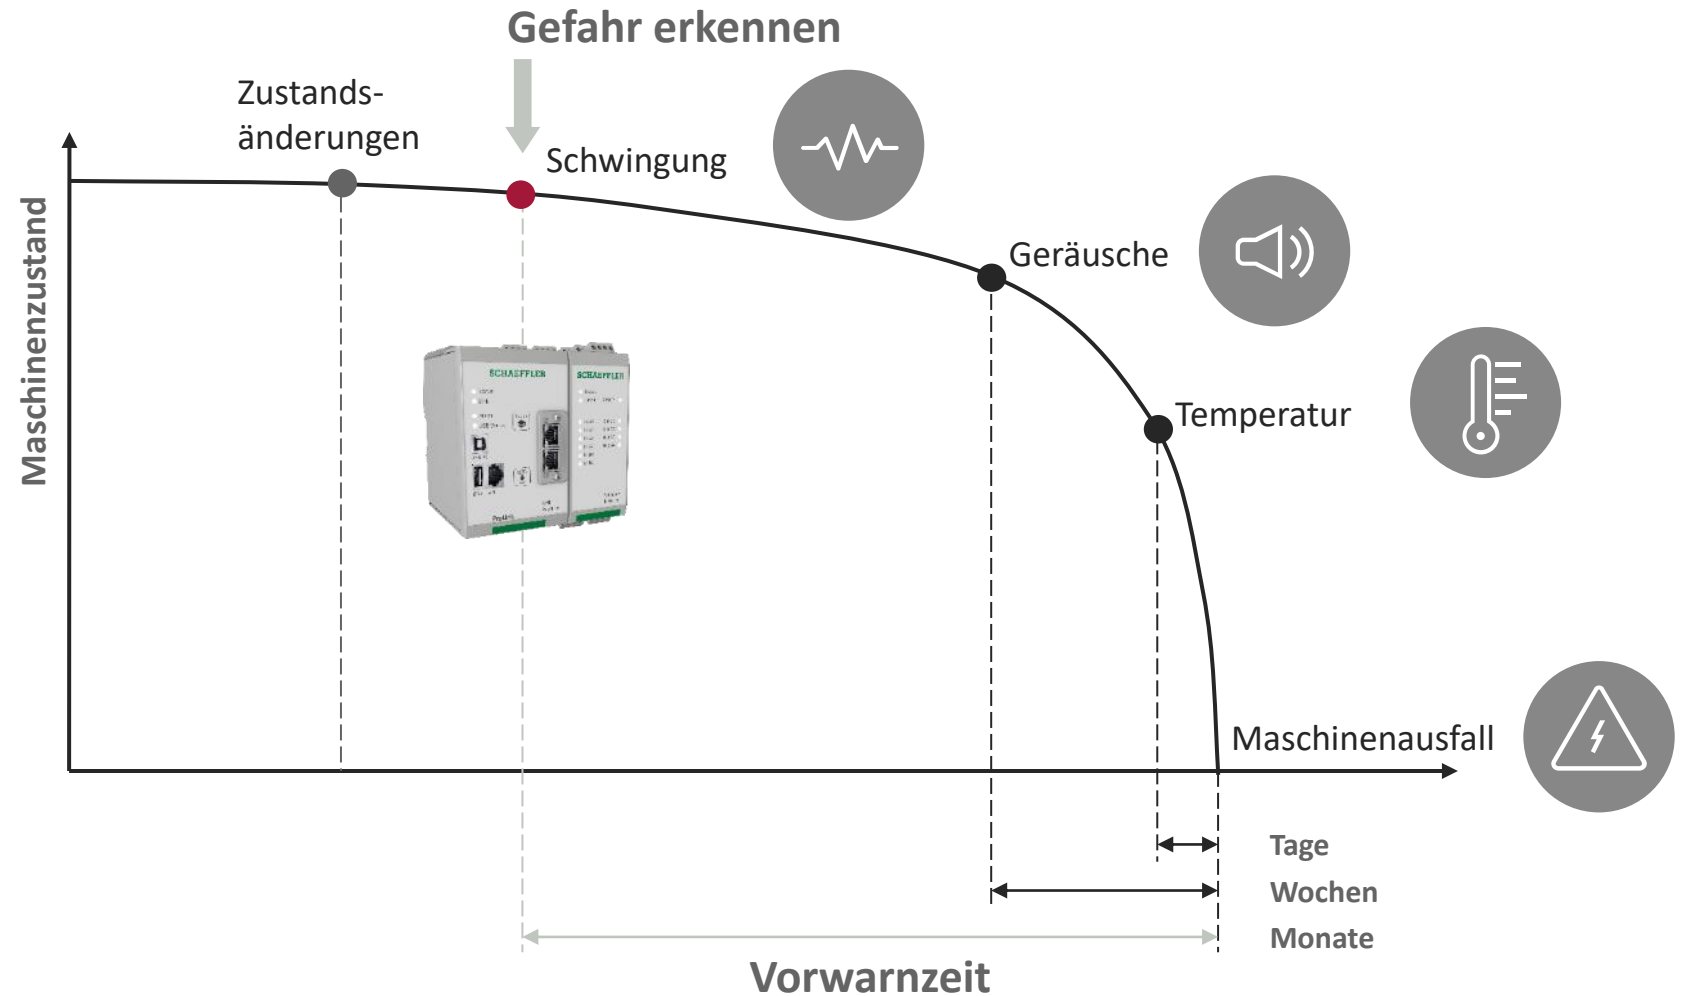 Gefahr erkennen
Zustands-
änderungen
Schwingung
Geräusche
Maschinenzustand
SCHAEFFLER
SCHAEFFLER
Temperatur
Maschinenausfall
Tage
Wochen
Monate
Vorwarnzeit